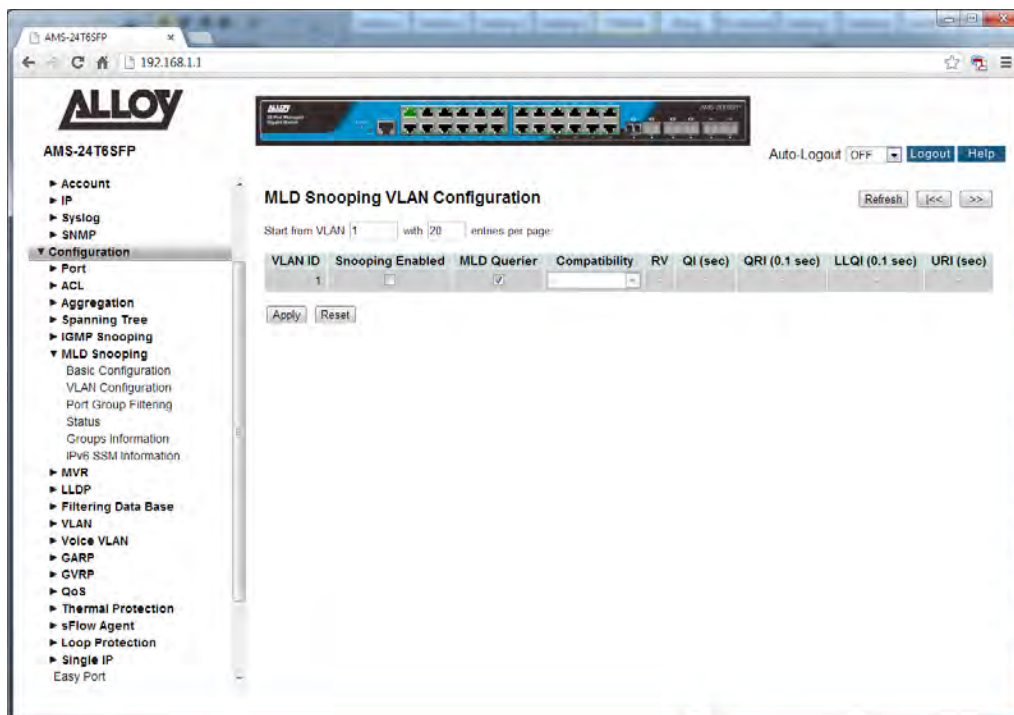 AMS-24T6SFP
192.168.1.1
ALLOY
ALLOY
AMS-24T6SFP
Auto-Logout OFF Logout Help
► Account
► IP
► Syslog
► SNMP
▼ Configuration
► Port
► ACL
► Aggregation
► Spanning Tree
► IGMP Snooping
▼ MLD Snooping
Basic Configuration
VLAN Configuration
Port Group Filtering
Status
Groups Information
IPv6 SSM Information
► MVR
► LLDP
► Filtering Data Base
► VLAN
► Voice VLAN
► GARP
► GVRP
► QoS
► Thermal Protection
► sFlow Agent
► Loop Protection
► Single IP
Easy Port
MLD Snooping VLAN Configuration
Refresh |<< >>
Start from VLAN 1 with 20 entries per page.
VLAN ID Snooping Enabled MLD Querier Compatibility RV QI (sec) QRI (0.1 sec) LLQI (0.1 sec) URI (sec)
1 - - - - - -
Apply Reset